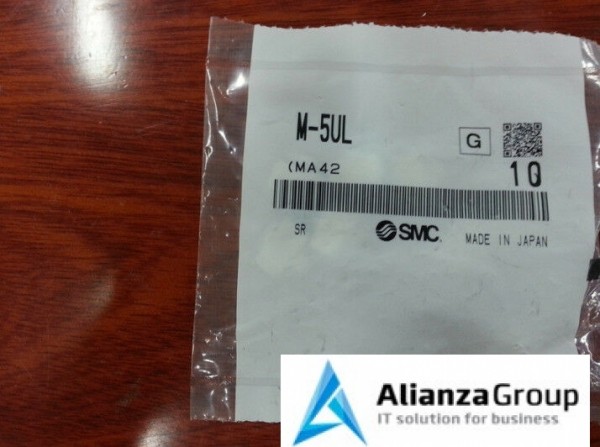 M-5UL
G
(MA42
10
SR
SMC.
MADE IN JAPAN
AlianzaGroup
IT solution for business